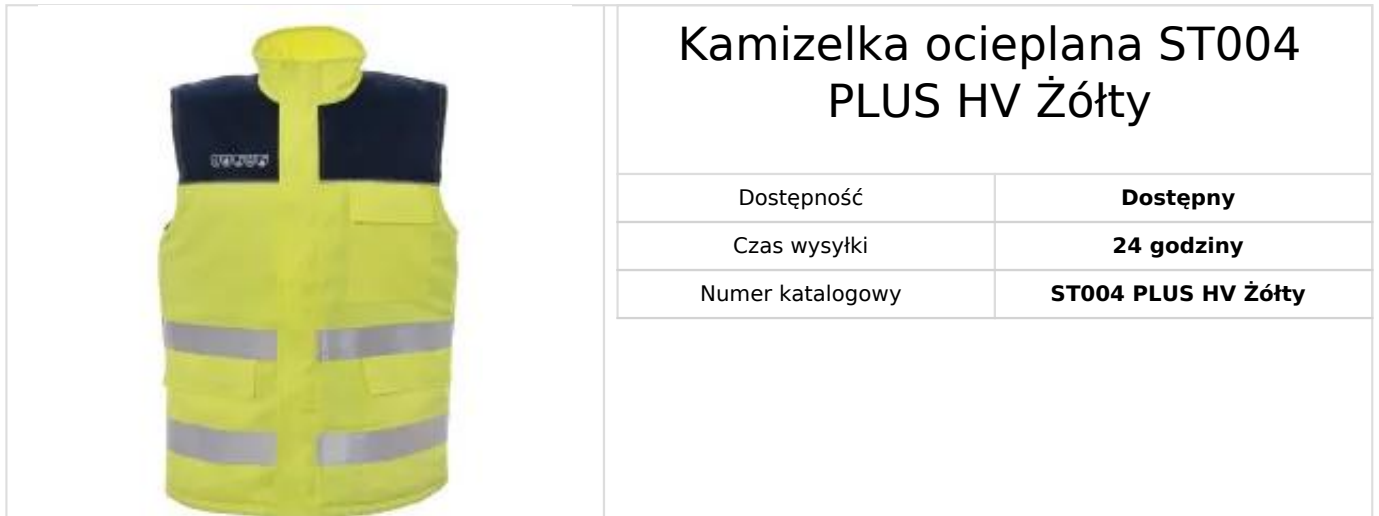 Kamizelka ocieplana ST004
PLUS HV Żółty
Dostępność Dostępny
Czas wysyłki 24 godziny
Numer katalogowy ST004 PLUS HV Żółty